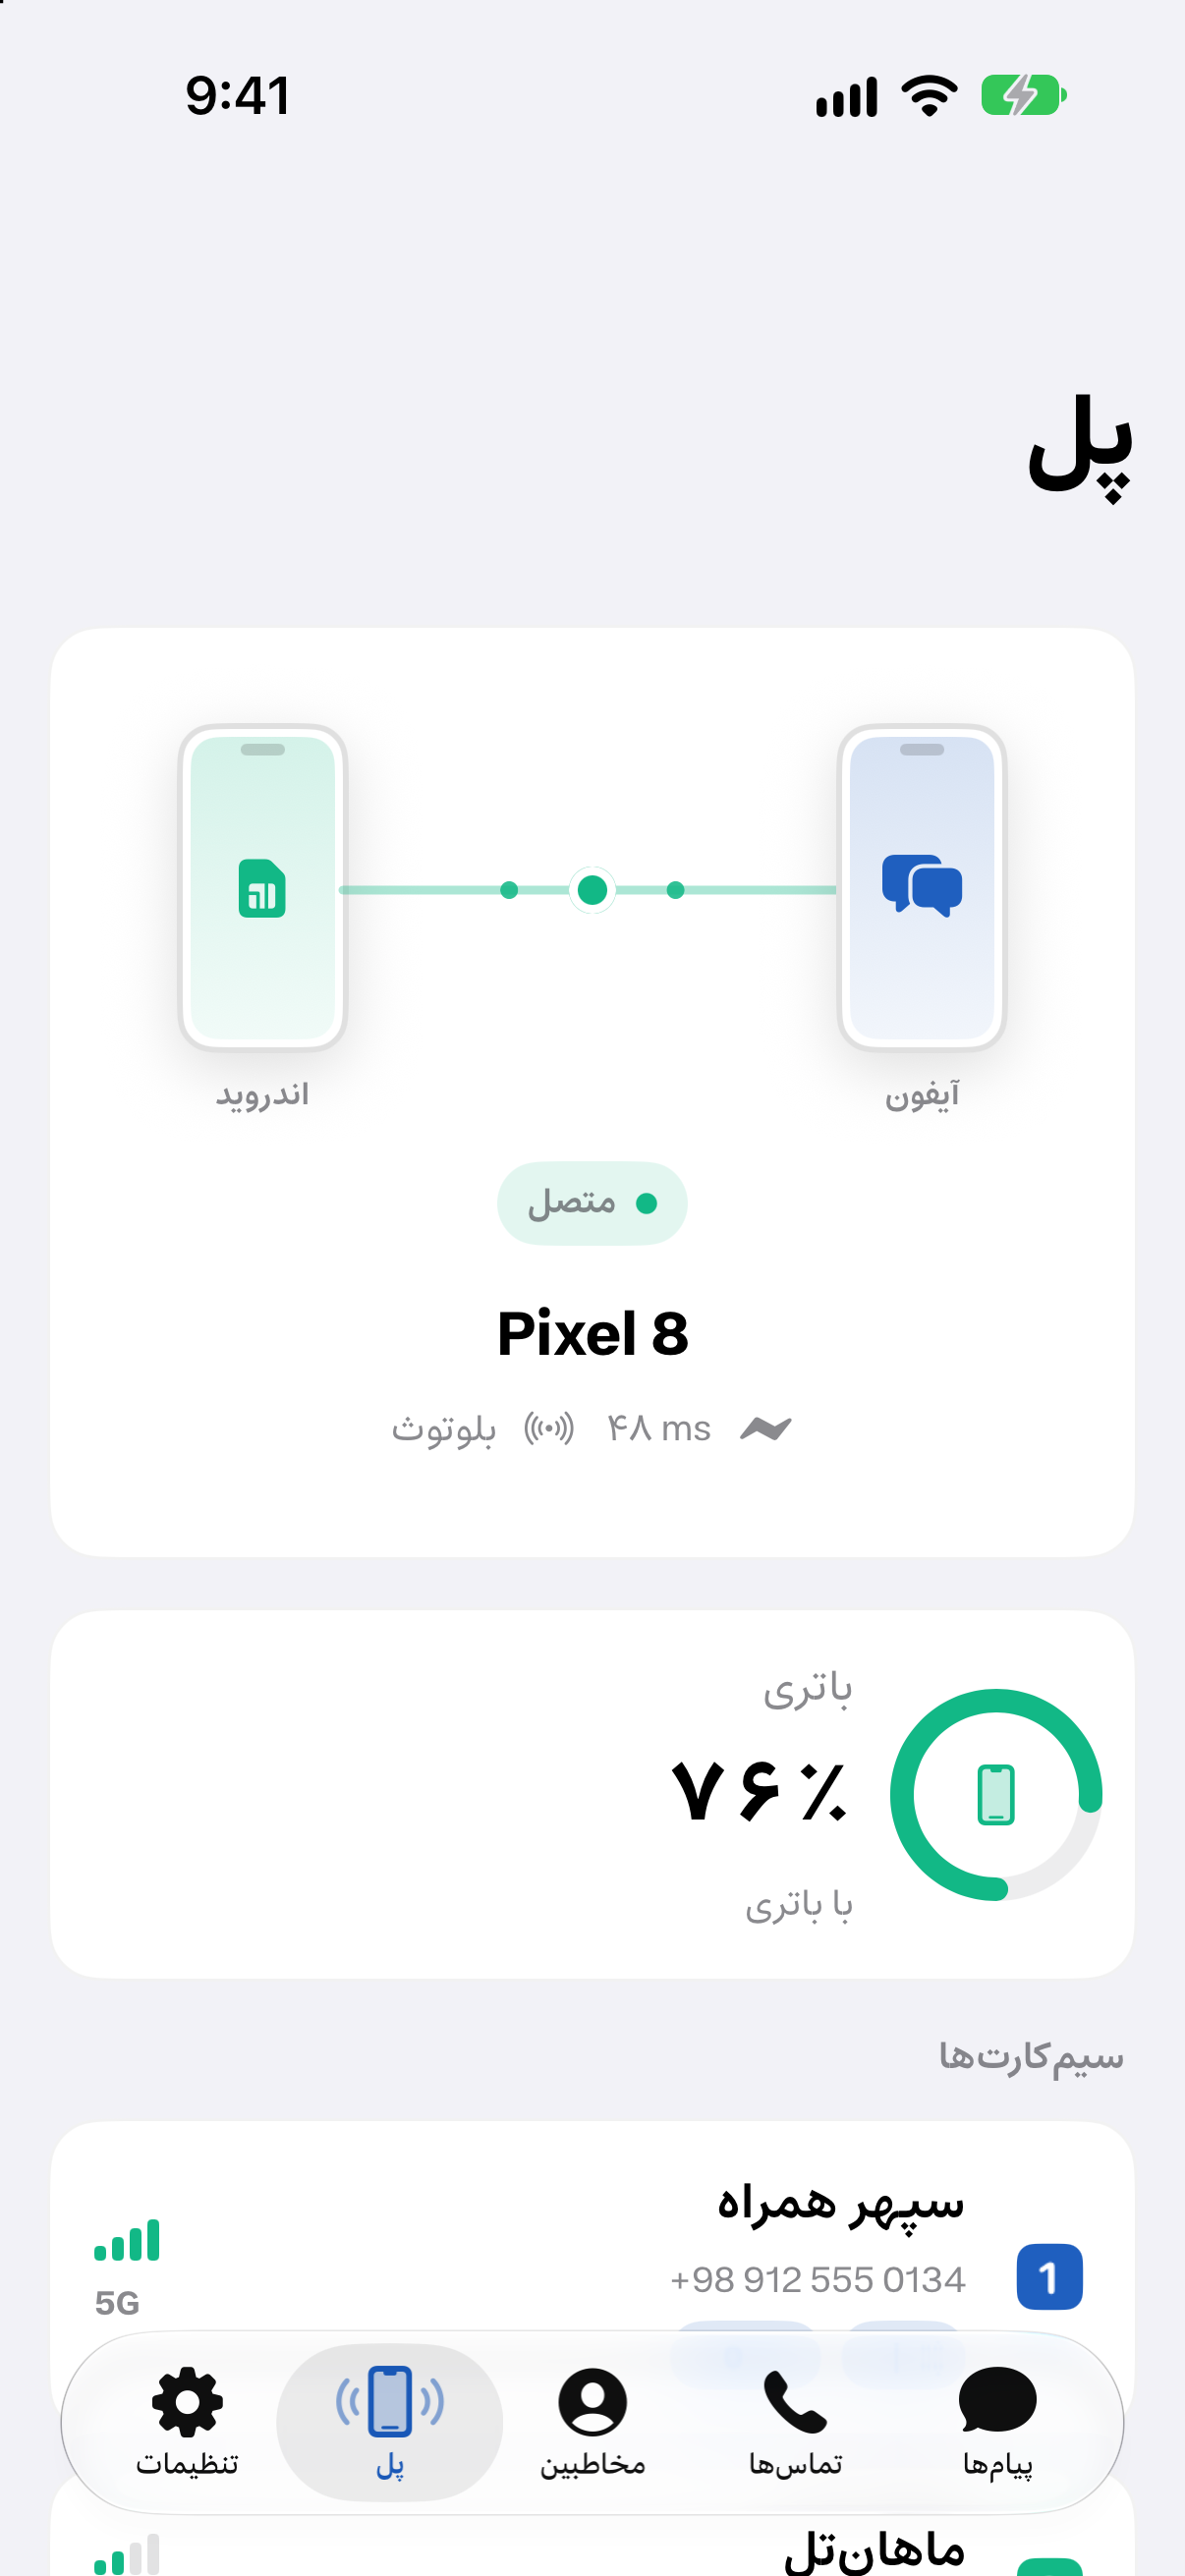 9:41
پل
آیفون
اندروید
متصل
Pixel 8
۴۸ ms بلوتوث
باتری
۷۶٪
با باتری
سیم‌کارت‌ها
1
سپهر همراه
+98 912 555 0134
5G
پیام‌ها تماس‌ها مخاطبین پل تنظیمات
ماهان‌تل